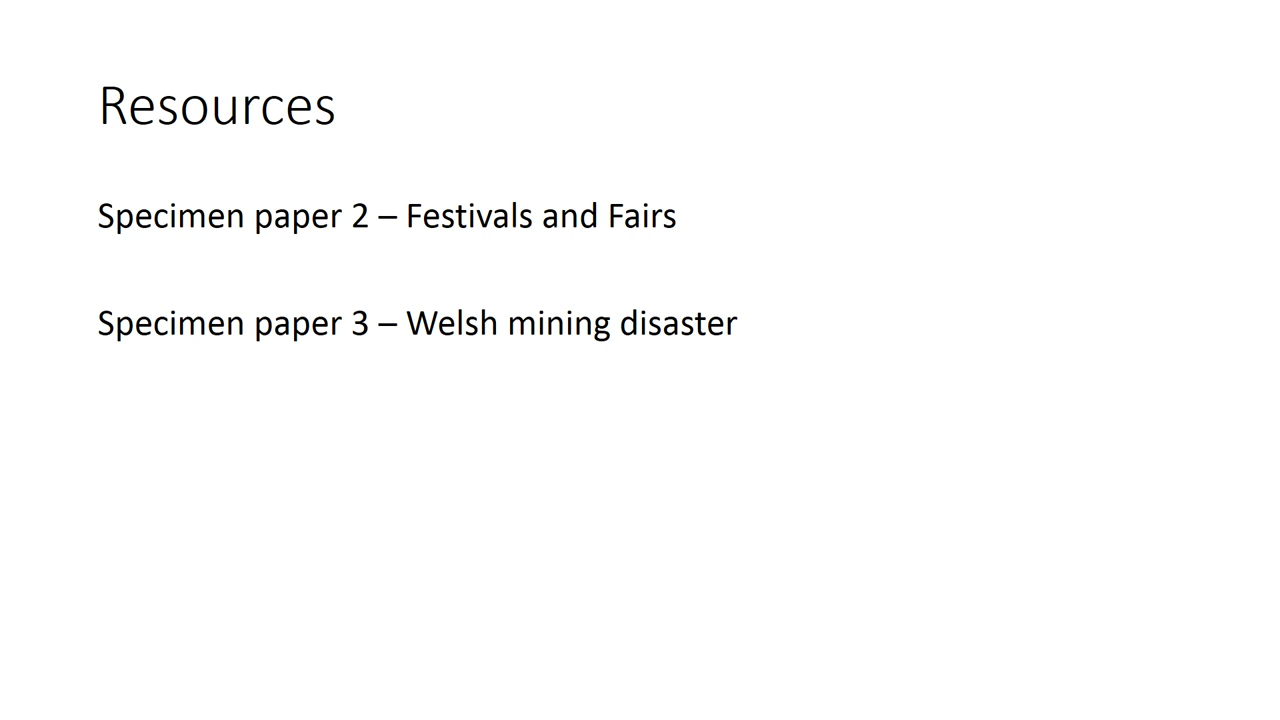 Resources
Specimen paper 2 – Festivals and Fairs
Specimen paper 3 – Welsh mining disaster